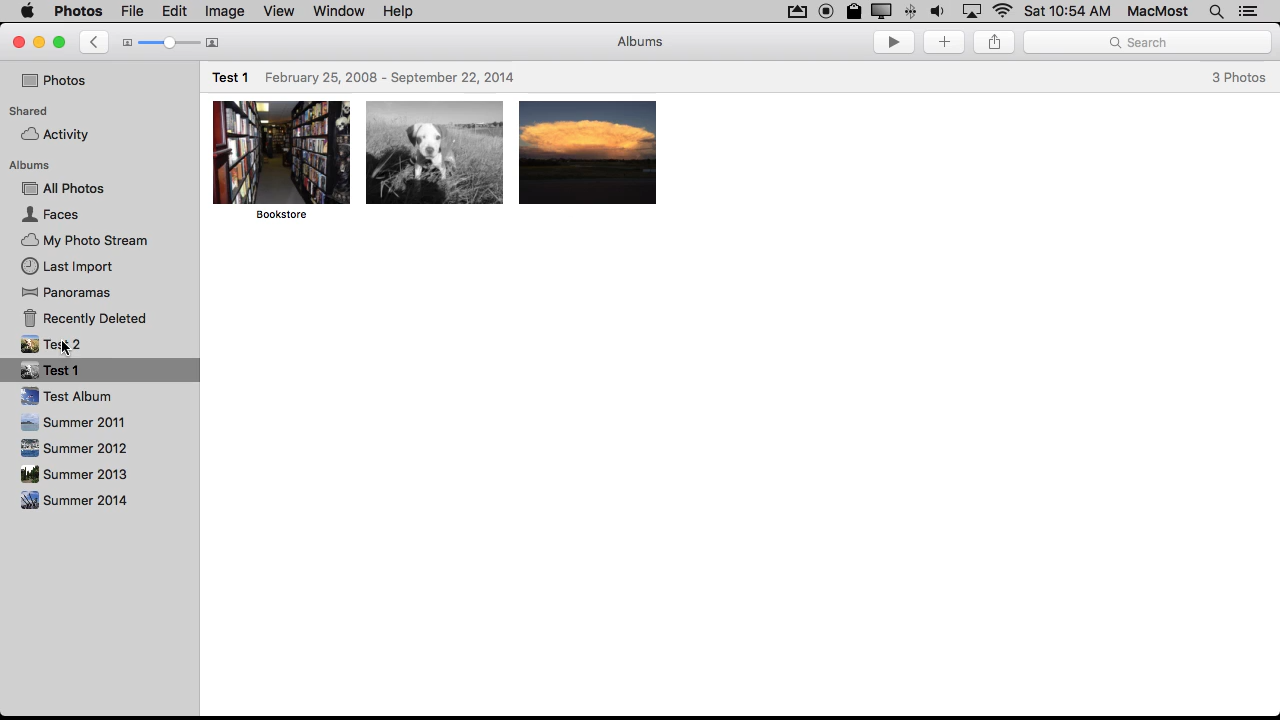 Photos File Edit Image View Window Help Sat 10:54 AM MacMost
Albums Search
Photos
Shared
Activity
Albums
All Photos
Faces
My Photo Stream
Last Import
Panoramas
Recently Deleted
Test 2
Test 1
Test Album
Summer 2011
Summer 2012
Summer 2013
Summer 2014
Test 1 February 25, 2008 - September 22, 2014 3 Photos
Bookstore